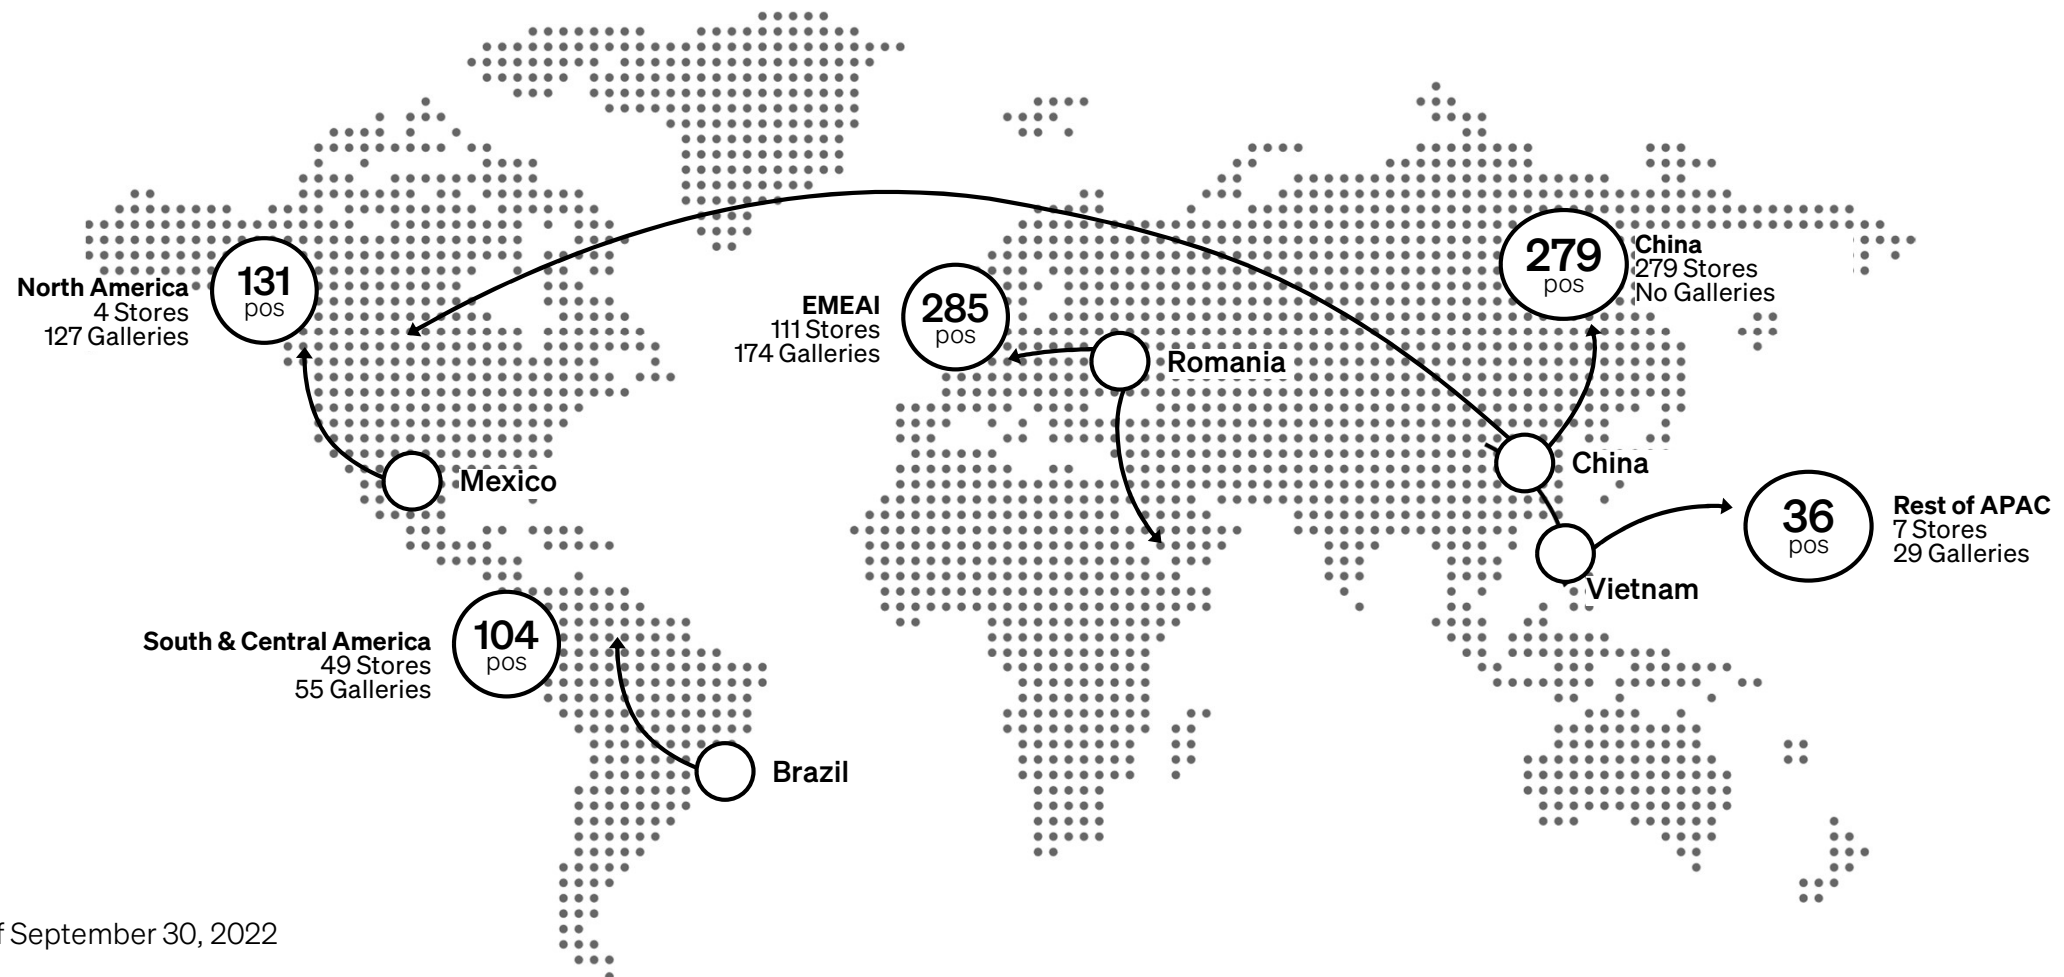 279
pos
China
279 Stores
No Galleries
131
pos
North America
4 Stores
127 Galleries
285
pos
EMEAI
111 Stores
174 Galleries
Romania
China
Mexico
36
pos
Rest of APAC
7 Stores
29 Galleries
Vietnam
104
pos
South & Central America
49 Stores
55 Galleries
Brazil
September 30, 2022